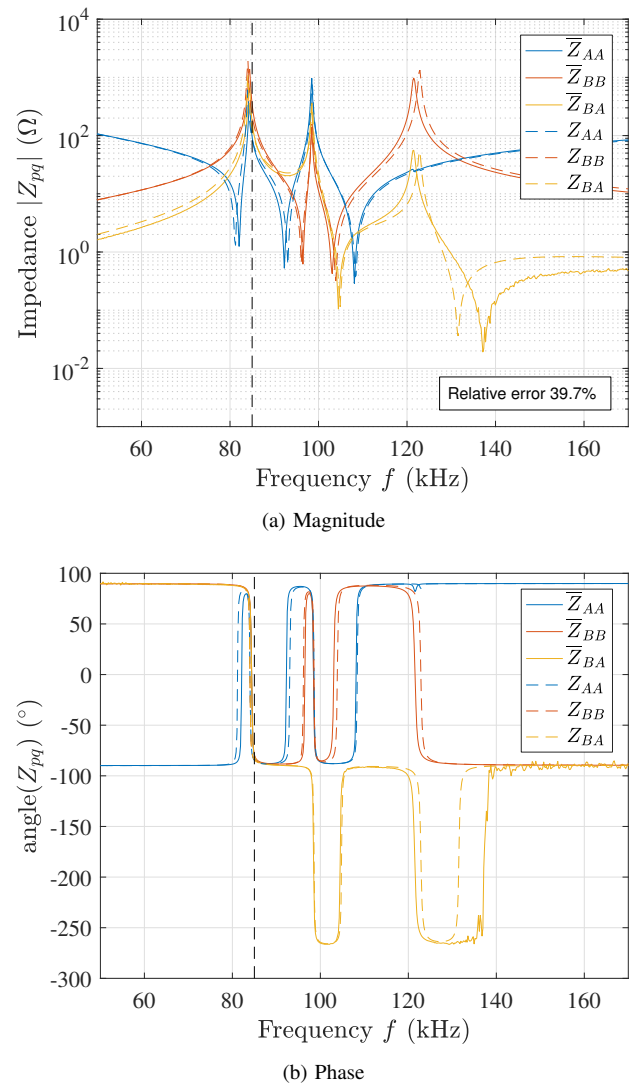 10^4
10^2
10^0
10^-2
Impedance |Z_pq| (Ω)
Z̅_AA
Z̅_BB
Z̅_BA
Z_AA
Z_BB
Z_BA
Relative error 39.7%
60 80 100 120 140 160
Frequency f (kHz)
(a) Magnitude
100
50
0
-50
-100
-150
-200
-250
-300
angle(Z_pq) (°)
Z̅_AA
Z̅_BB
Z̅_BA
Z_AA
Z_BB
Z_BA
60 80 100 120 140 160
Frequency f (kHz)
(b) Phase